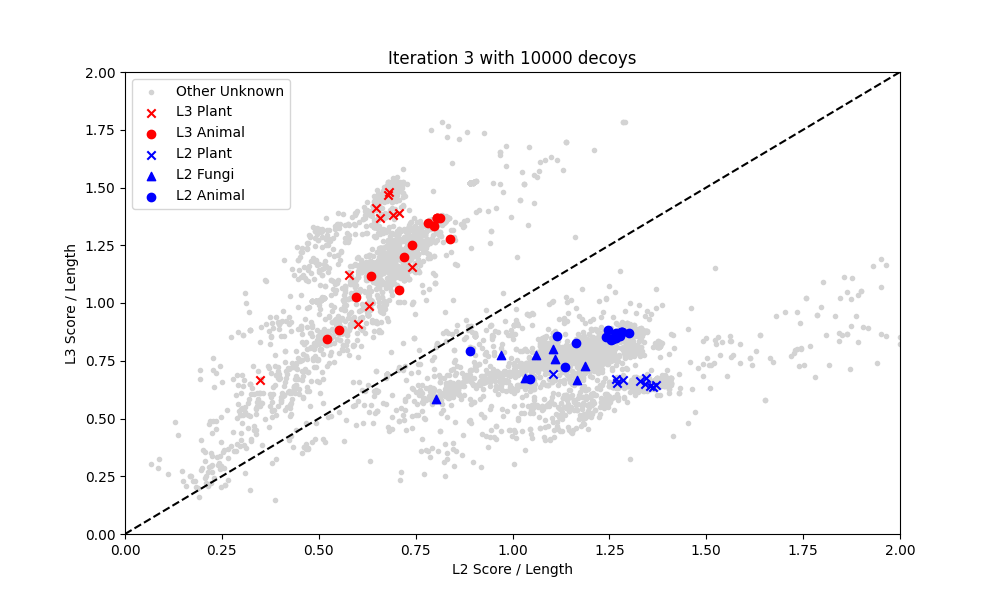 Iteration 3 with 10000 decoys
2.00
1.75
1.50
1.25
1.00
0.75
0.50
0.25
0.00
L3 Score / Length
Other Unknown
L3 Plant
L3 Animal
L2 Plant
L2 Fungi
L2 Animal
0.00 0.25 0.50 0.75 1.00 1.25 1.50 1.75 2.00
L2 Score / Length